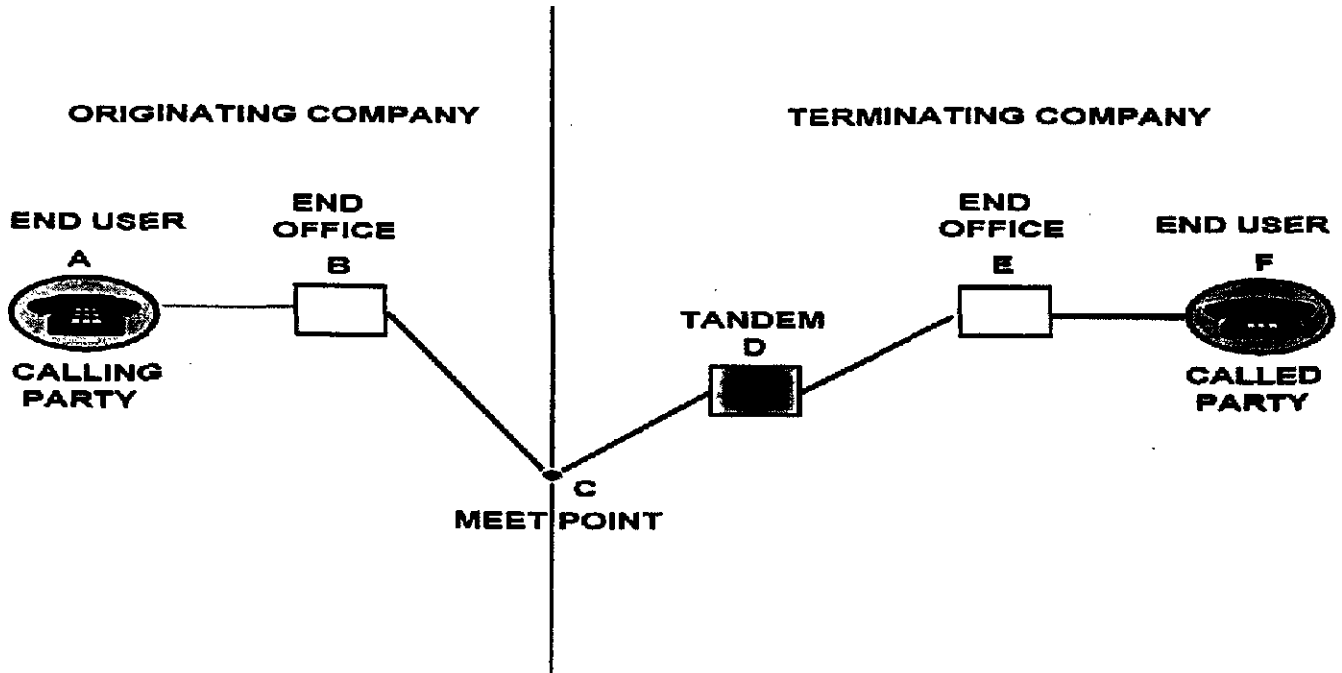 ORIGINATING COMPANY
TERMINATING COMPANY
END USER
A
CALLING
PARTY
END
OFFICE
B
C
MEET POINT
TANDEM
D
END
OFFICE
E
END USER
F
CALLED
PARTY